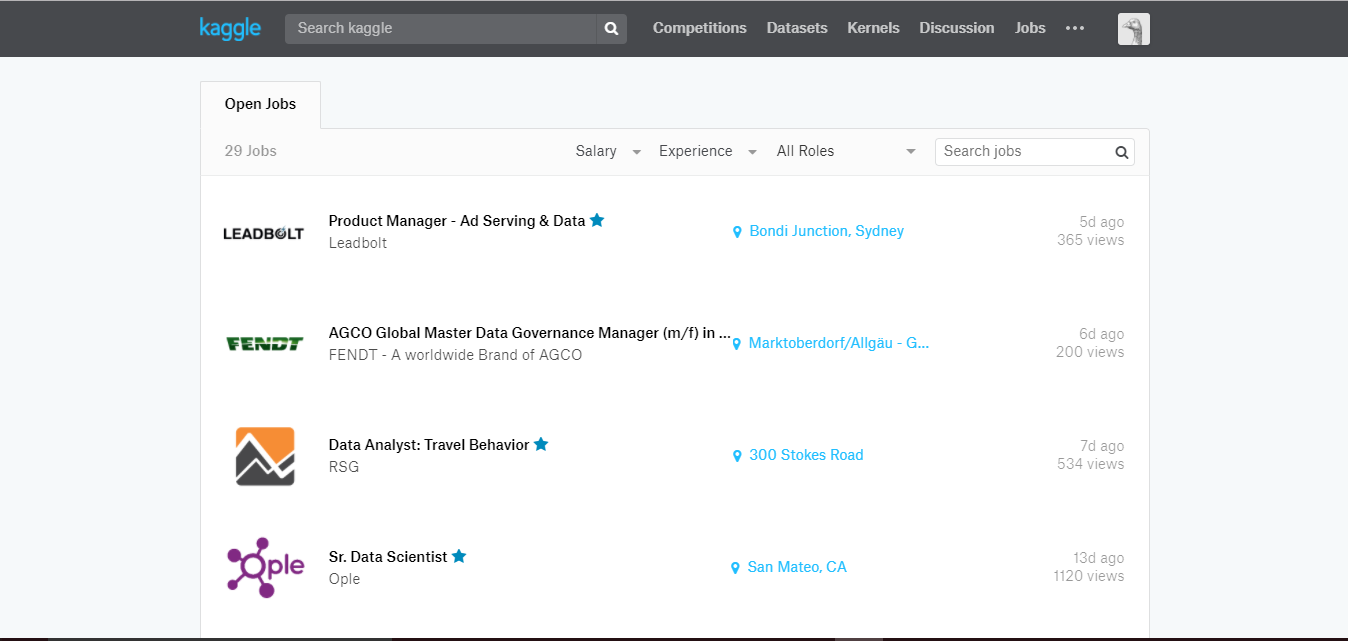 kaggle Search kaggle Competitions Datasets Kernels Discussion Jobs •••
Open Jobs
29 Jobs Salary Experience All Roles Search jobs
LEADBOLT
Product Manager - Ad Serving & Data
Leadbolt
Bondi Junction, Sydney
5d ago
365 views
FENDT
AGCO Global Master Data Governance Manager (m/f) in ...
FENDT - A worldwide Brand of AGCO
Marktoberdorf/Allgäu - G...
6d ago
200 views
Data Analyst: Travel Behavior
RSG
300 Stokes Road
7d ago
534 views
Ople
Sr. Data Scientist
Ople
San Mateo, CA
13d ago
1120 views